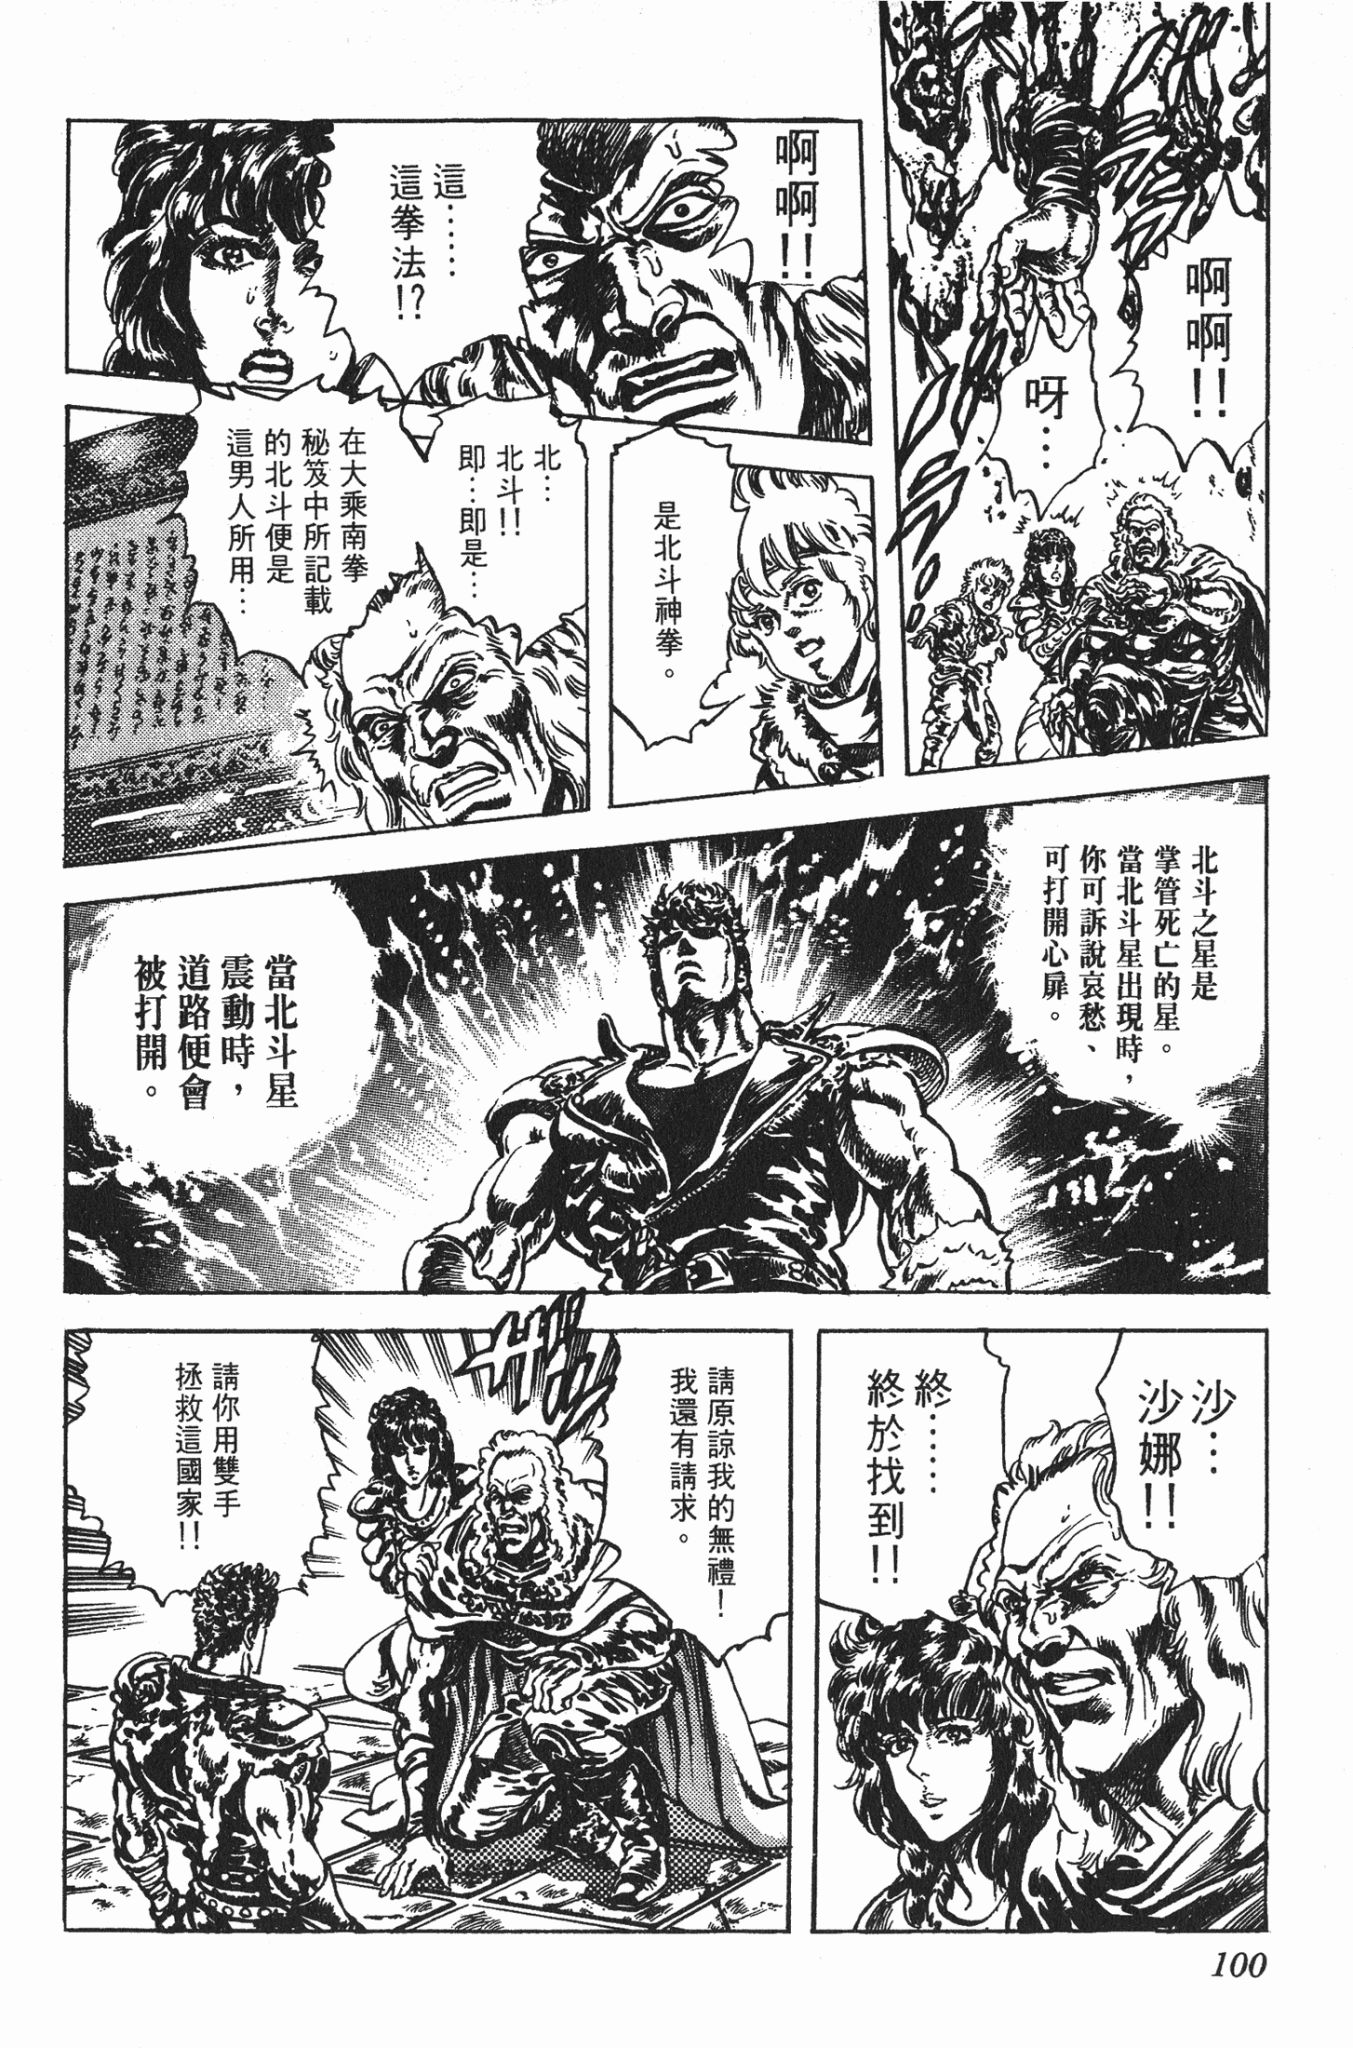 啊啊!!
呀…
啊啊!!
這……
這拳法!?
是北斗神拳。
北…
北斗!!
即…即是…
在大乘南拳
秘笈中所記載
的北斗便是
這男人所用…
北斗之星是
掌管死亡的星。
當北斗星出現時，
你可訴說哀愁、
可打開心扉。
當北斗星
震動時，
道路便會
被打開。
沙…
沙娜!!
終……
終於找到!!
ザザッ
請原諒我的無禮！
我還有請求。
請你用雙手
拯救這國家!!
100